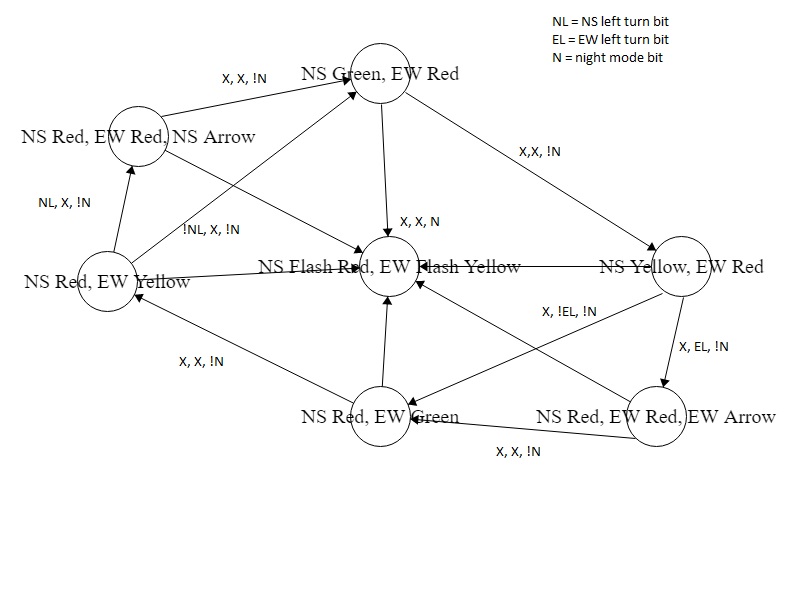 NL = NS left turn bit
EL = EW left turn bit
N = night mode bit
NS Green, EW Red
X, X, !N
NS Red, EW Red, NS Arrow
X,X, !N
NL, X, !N
X, X, N
!NL, X, !N
NS Flash Red, EW Flash Yellow
NS Yellow, EW Red
NS Red, EW Yellow
X, !EL, !N
X, EL, !N
X, X, !N
NS Red, EW Green
NS Red, EW Red, EW Arrow
X, X, !N